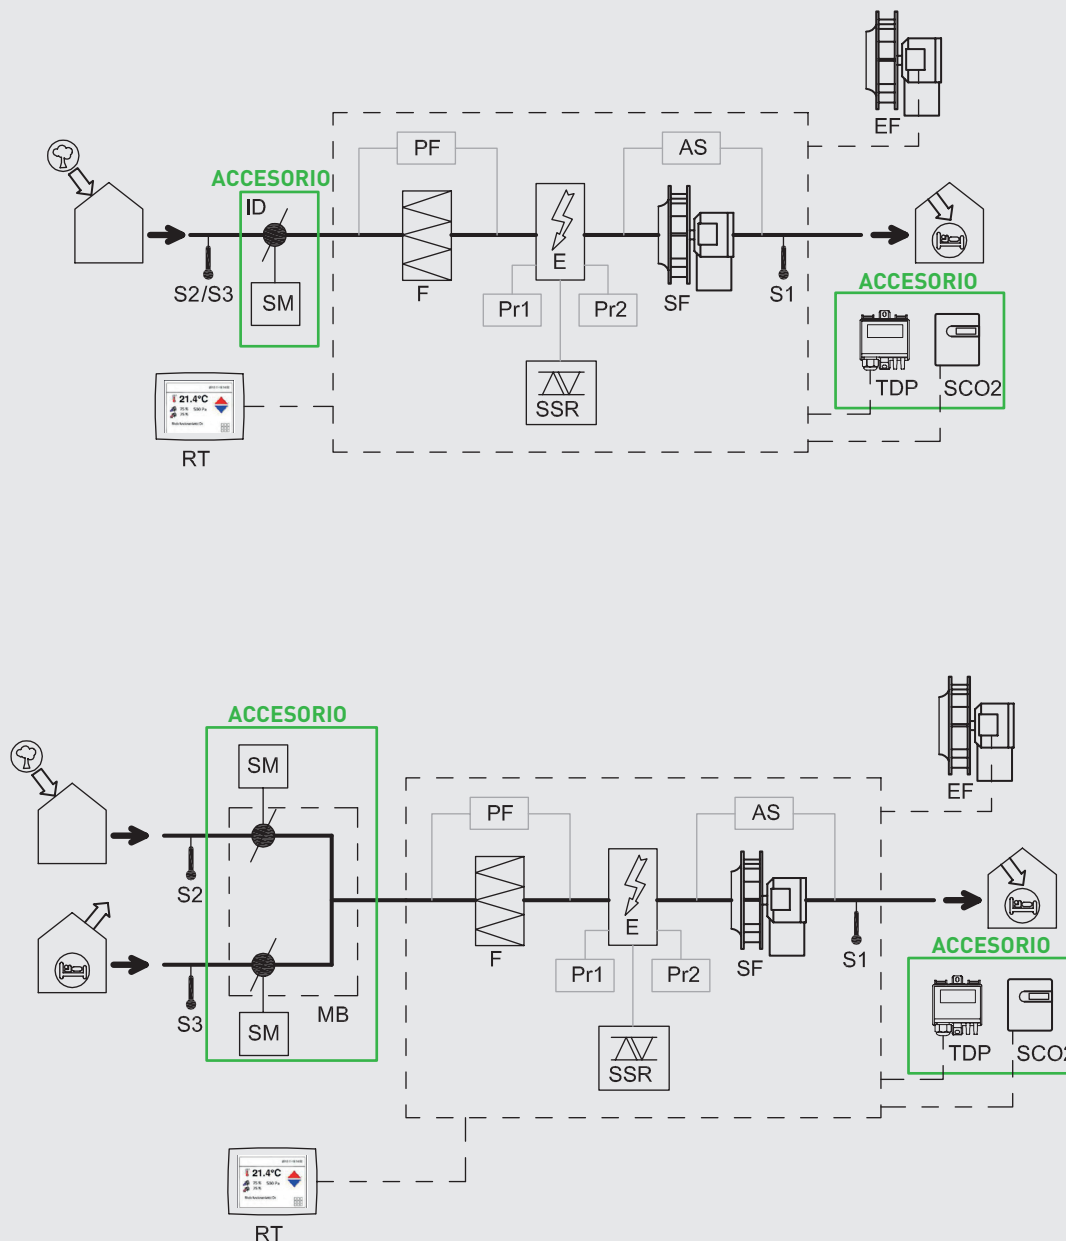 EF
PF
AS
ACCESORIO
ID
E
F
SF
S1
S2/S3
SM
Pr1
Pr2
ACCESORIO
SSR
TDP
SCO2
21.4°C
RT
ACCESORIO
SM
EF
PF
AS
S2
E
F
SF
S1
ACCESORIO
Pr1
Pr2
S3
MB
SM
SSR
TDP
SCO2
21.4°C
RT